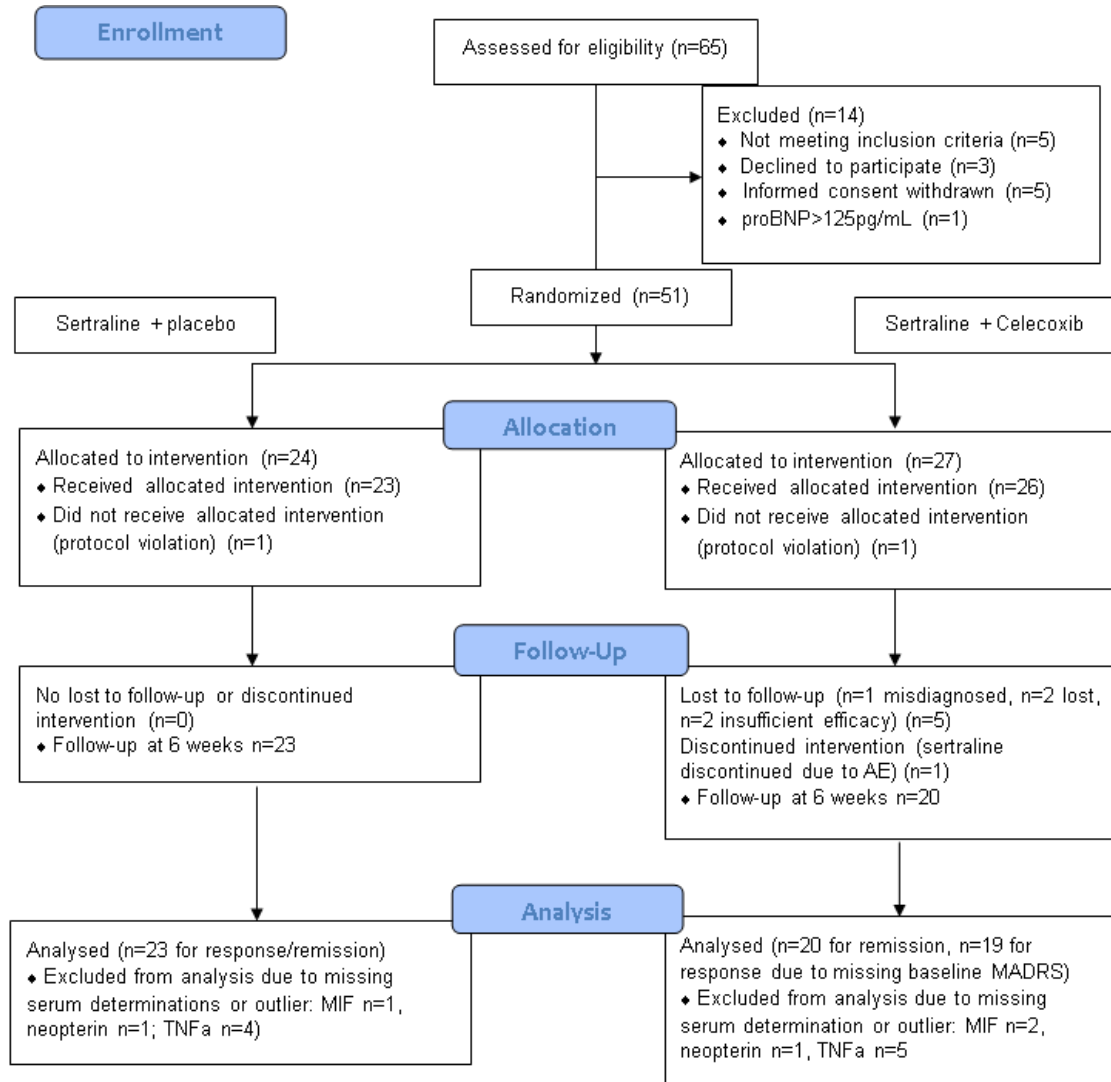 Enrollment
Assessed for eligibility (n=65)
Excluded (n=14)
◆ Not meeting inclusion criteria (n=5)
◆ Declined to participate (n=3)
◆ Informed consent withdrawn (n=5)
◆ proBNP>125pg/mL (n=1)
Randomized (n=51)
Sertraline + placebo
Sertraline + Celecoxib
Allocation
Allocated to intervention (n=24)
◆ Received allocated intervention (n=23)
◆ Did not receive allocated intervention
(protocol violation) (n=1)
Allocated to intervention (n=27)
◆ Received allocated intervention (n=26)
◆ Did not receive allocated intervention
(protocol violation) (n=1)
Follow-Up
No lost to follow-up or discontinued
intervention (n=0)
◆ Follow-up at 6 weeks n=23
Lost to follow-up (n=1 misdiagnosed, n=2 lost,
n=2 insufficient efficacy) (n=5)
Discontinued intervention (sertraline
discontinued due to AE) (n=1)
◆ Follow-up at 6 weeks n=20
Analysis
Analysed (n=23 for response/remission)
◆ Excluded from analysis due to missing
serum determinations or outlier: MIF n=1,
neopterin n=1; TNFa n=4)
Analysed (n=20 for remission, n=19 for
response due to missing baseline MADRS)
◆ Excluded from analysis due to missing
serum determination or outlier: MIF n=2,
neopterin n=1, TNFa n=5